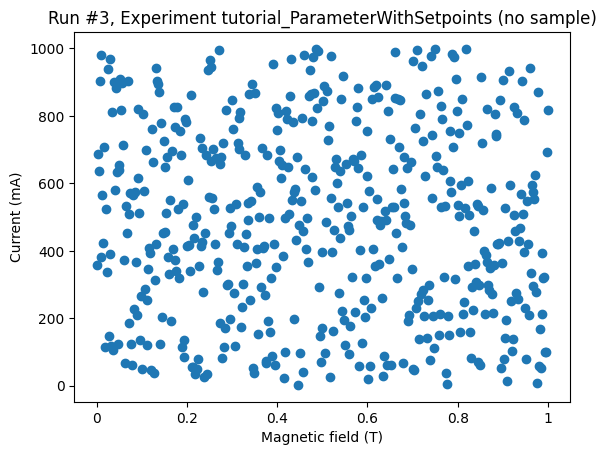 Run #3, Experiment tutorial_ParameterWithSetpoints (no sample)
1000
800
600
400
200
0
Current (mA)
0 0.2 0.4 0.6 0.8 1
Magnetic field (T)